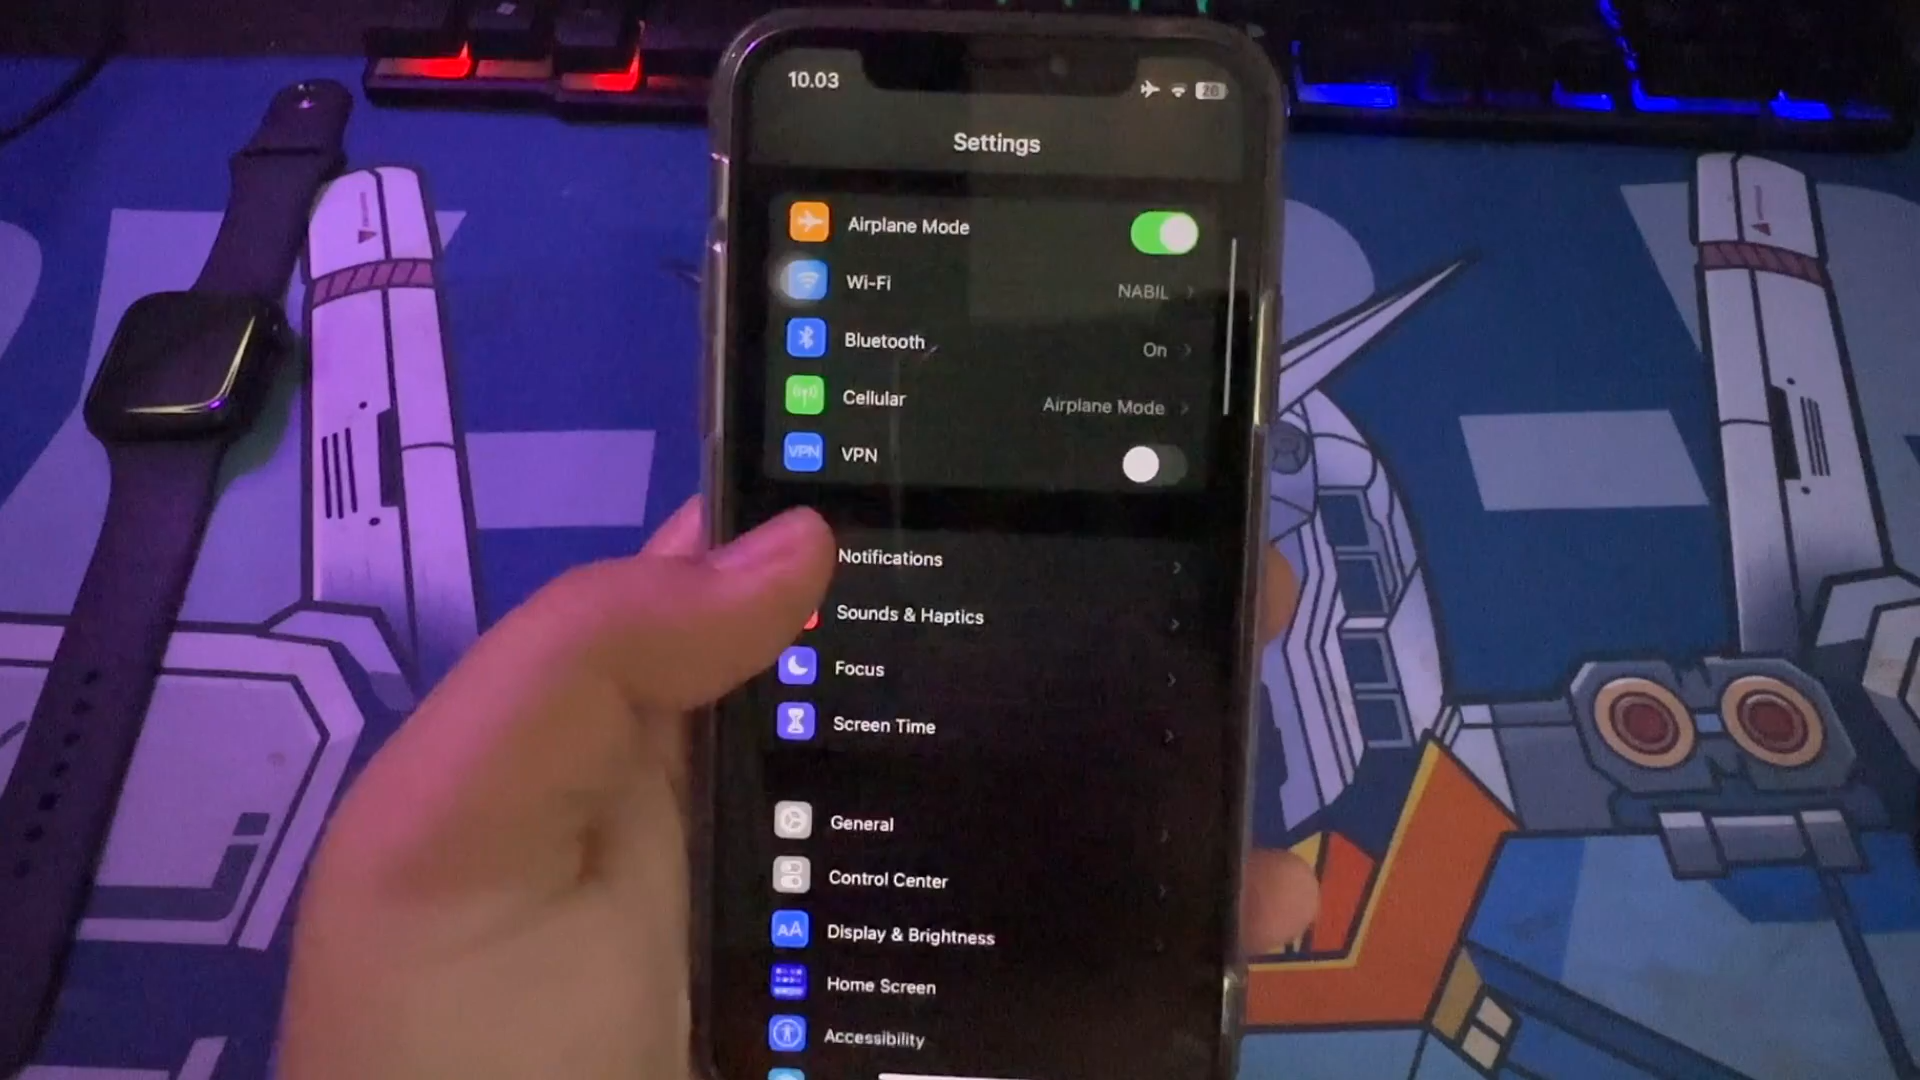 10.03
20
Settings
Airplane Mode
Wi-Fi NABIL
Bluetooth On
Cellular Airplane Mode
VPN VPN
Notifications
Sounds & Haptics
Focus
Screen Time
General
Control Center
AA Display & Brightness
Home Screen
Accessibility